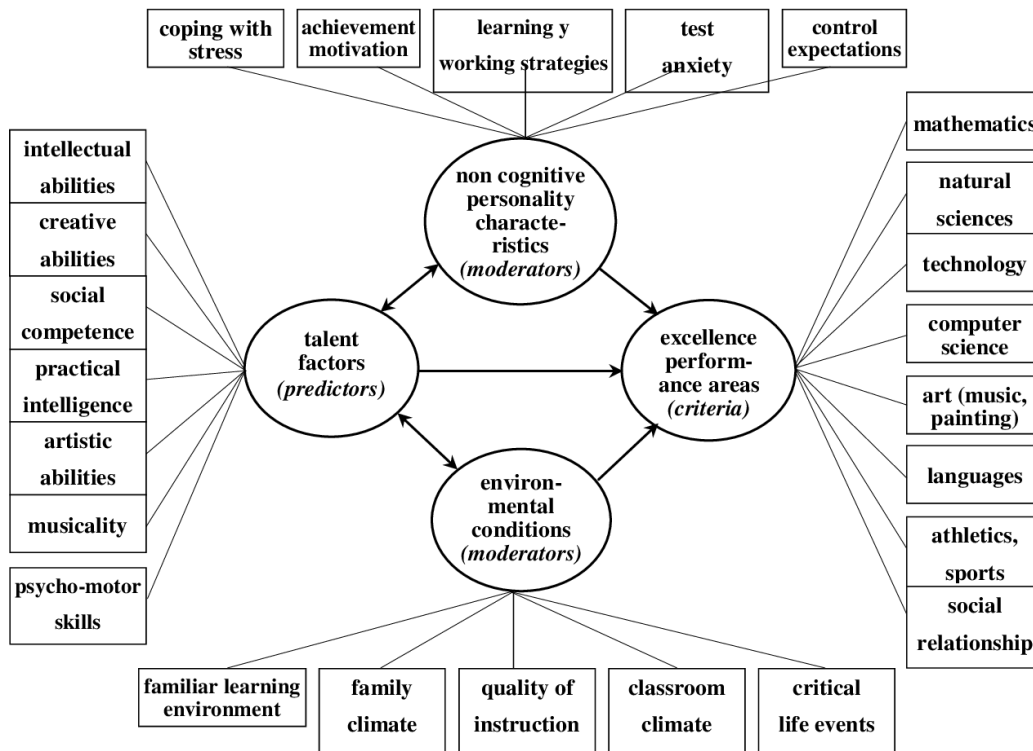 coping with
stress
achievement
motivation
learning y
working strategies
test
anxiety
control
expectations
intellectual
abilities
creative
abilities
social
competence
practical
intelligence
artistic
abilities
musicality
psycho-motor
skills
non cognitive
personality
characte-
ristics
(moderators)
talent
factors
(predictors)
excellence
perform-
ance areas
(criteria)
environ-
mental
conditions
(moderators)
mathematics
natural
sciences
technology
computer
science
art (music,
painting)
languages
athletics,
sports
social
relationship
familiar learning
environment
family
climate
quality of
instruction
classroom
climate
critical
life events